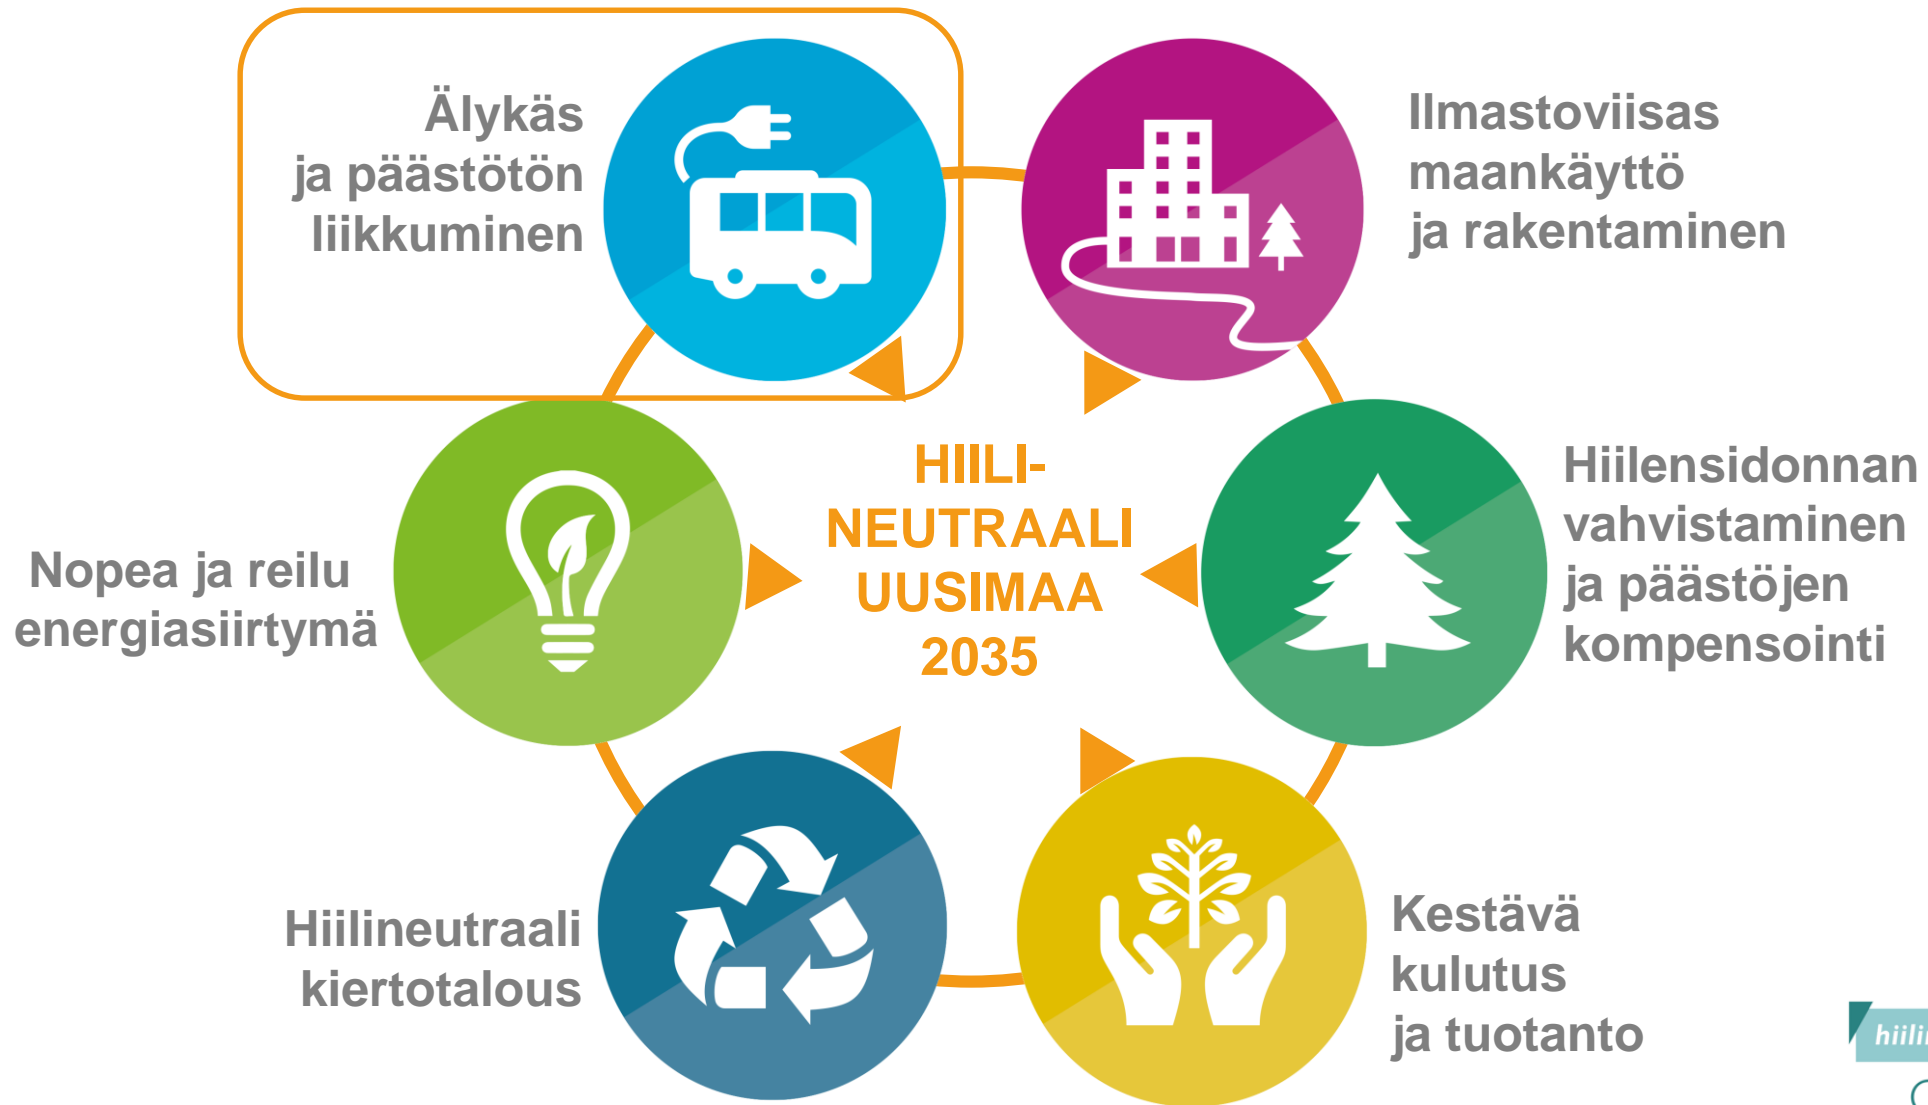 Älykäs
ja päästötön
liikkuminen
Ilmastoviisas
maankäyttö
ja rakentaminen
Nopea ja reilu
energiasiirtymä
HIILI-
NEUTRAALI
UUSIMAA
2035
Hiilensidonnan
vahvistaminen
ja päästöjen
kompensointi
Hiilineutraali
kiertotalous
Kestävä
kulutus
ja tuotanto